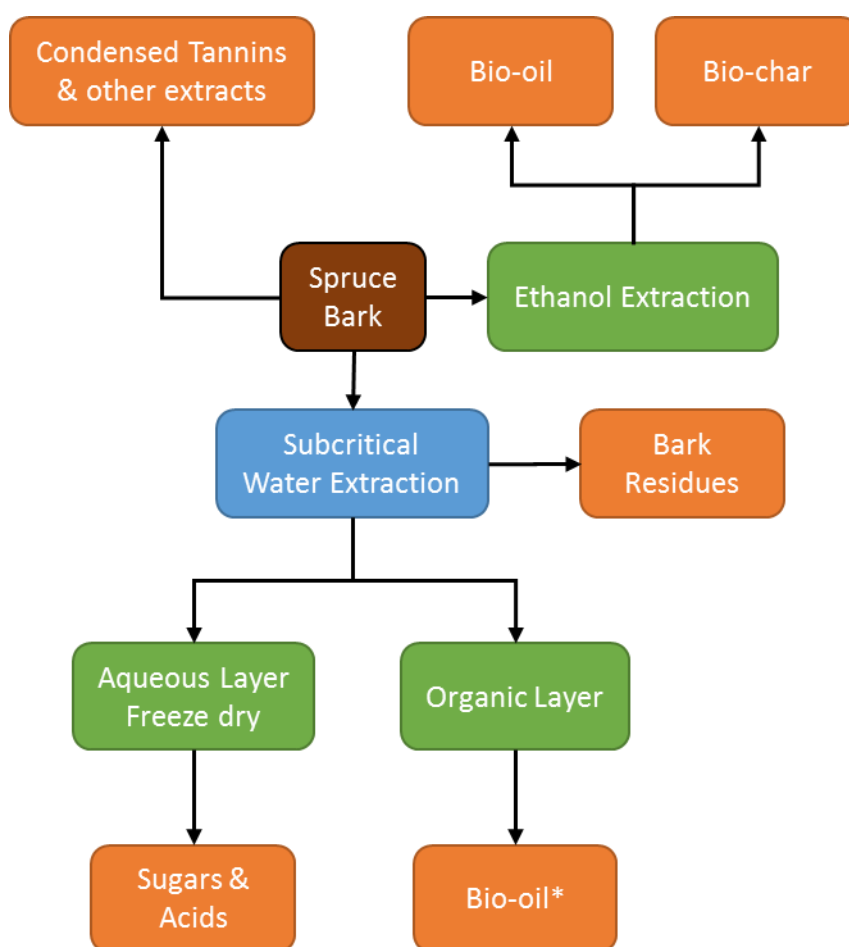 Condensed Tannins
& other extracts
Bio-oil
Bio-char
Spruce
Bark
Ethanol Extraction
Subcritical
Water Extraction
Bark
Residues
Aqueous Layer
Freeze dry
Organic Layer
Sugars &
Acids
Bio-oil*